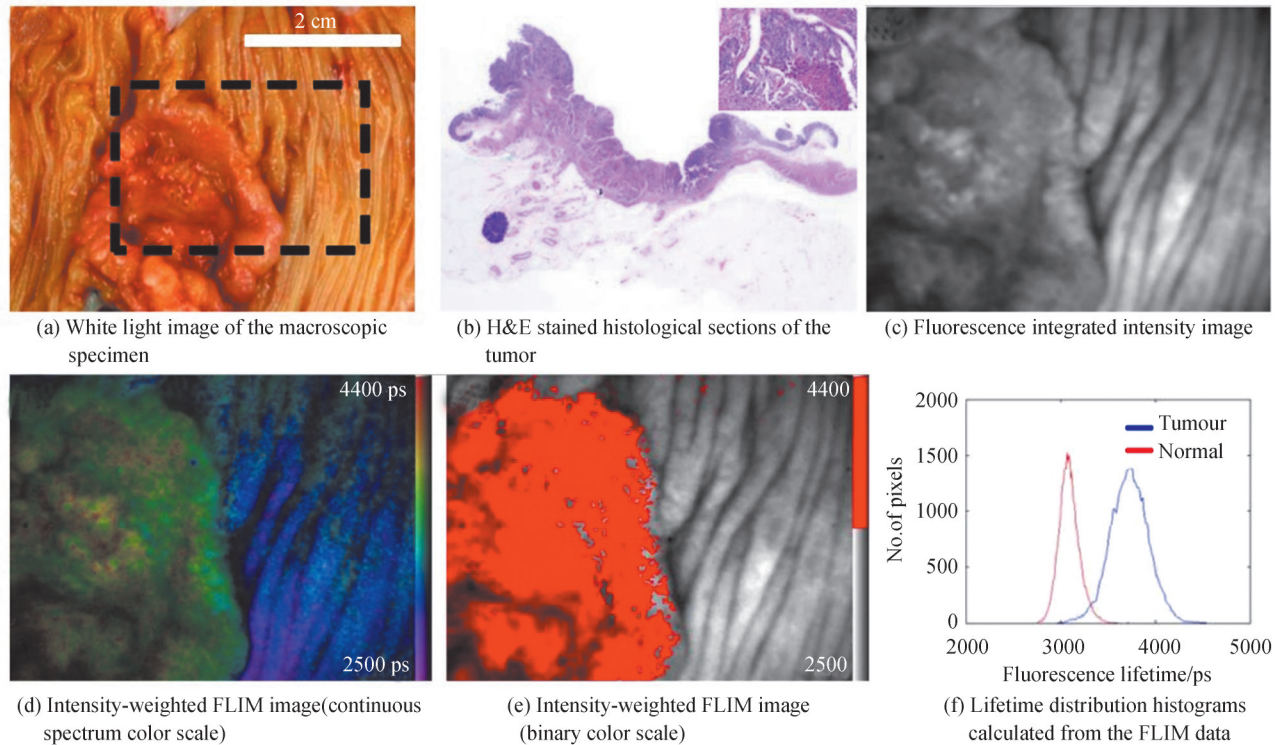 2 cm
(a) White light image of the macroscopic
specimen
(b) H&E stained histological sections of the
tumor
(c) Fluorescence integrated intensity image
4400 ps
2500 ps
(d) Intensity-weighted FLIM image(continuous
spectrum color scale)
4400
2500
(e) Intensity-weighted FLIM image
(binary color scale)
2000
1500
1000
500
0
No.of pixels
Tumour
Normal
2000 3000 4000 5000
Fluorescence lifetime/ps
(f) Lifetime distribution histograms
calculated from the FLIM data